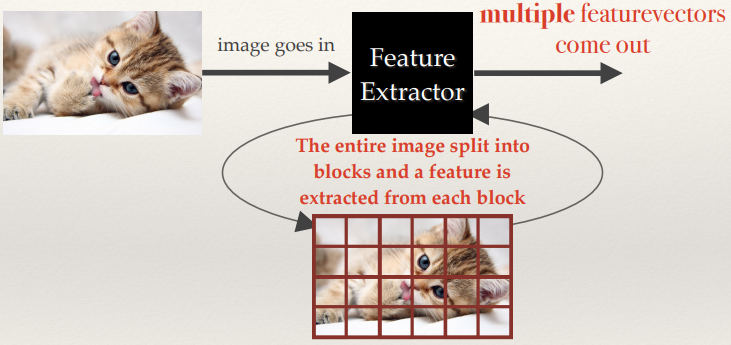 image goes in
Feature
Extractor
multiple featurevectors
come out
The entire image split into
blocks and a feature is
extracted from each block